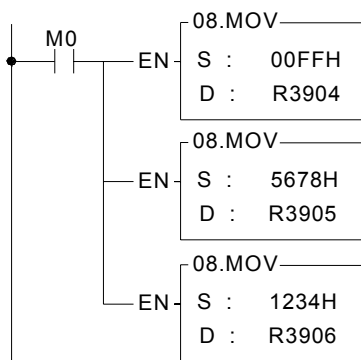 08.MOV
M0
EN S : 00FFH
D : R3904
08.MOV
EN S : 5678H
D : R3905
08.MOV
EN S : 1234H
D : R3906